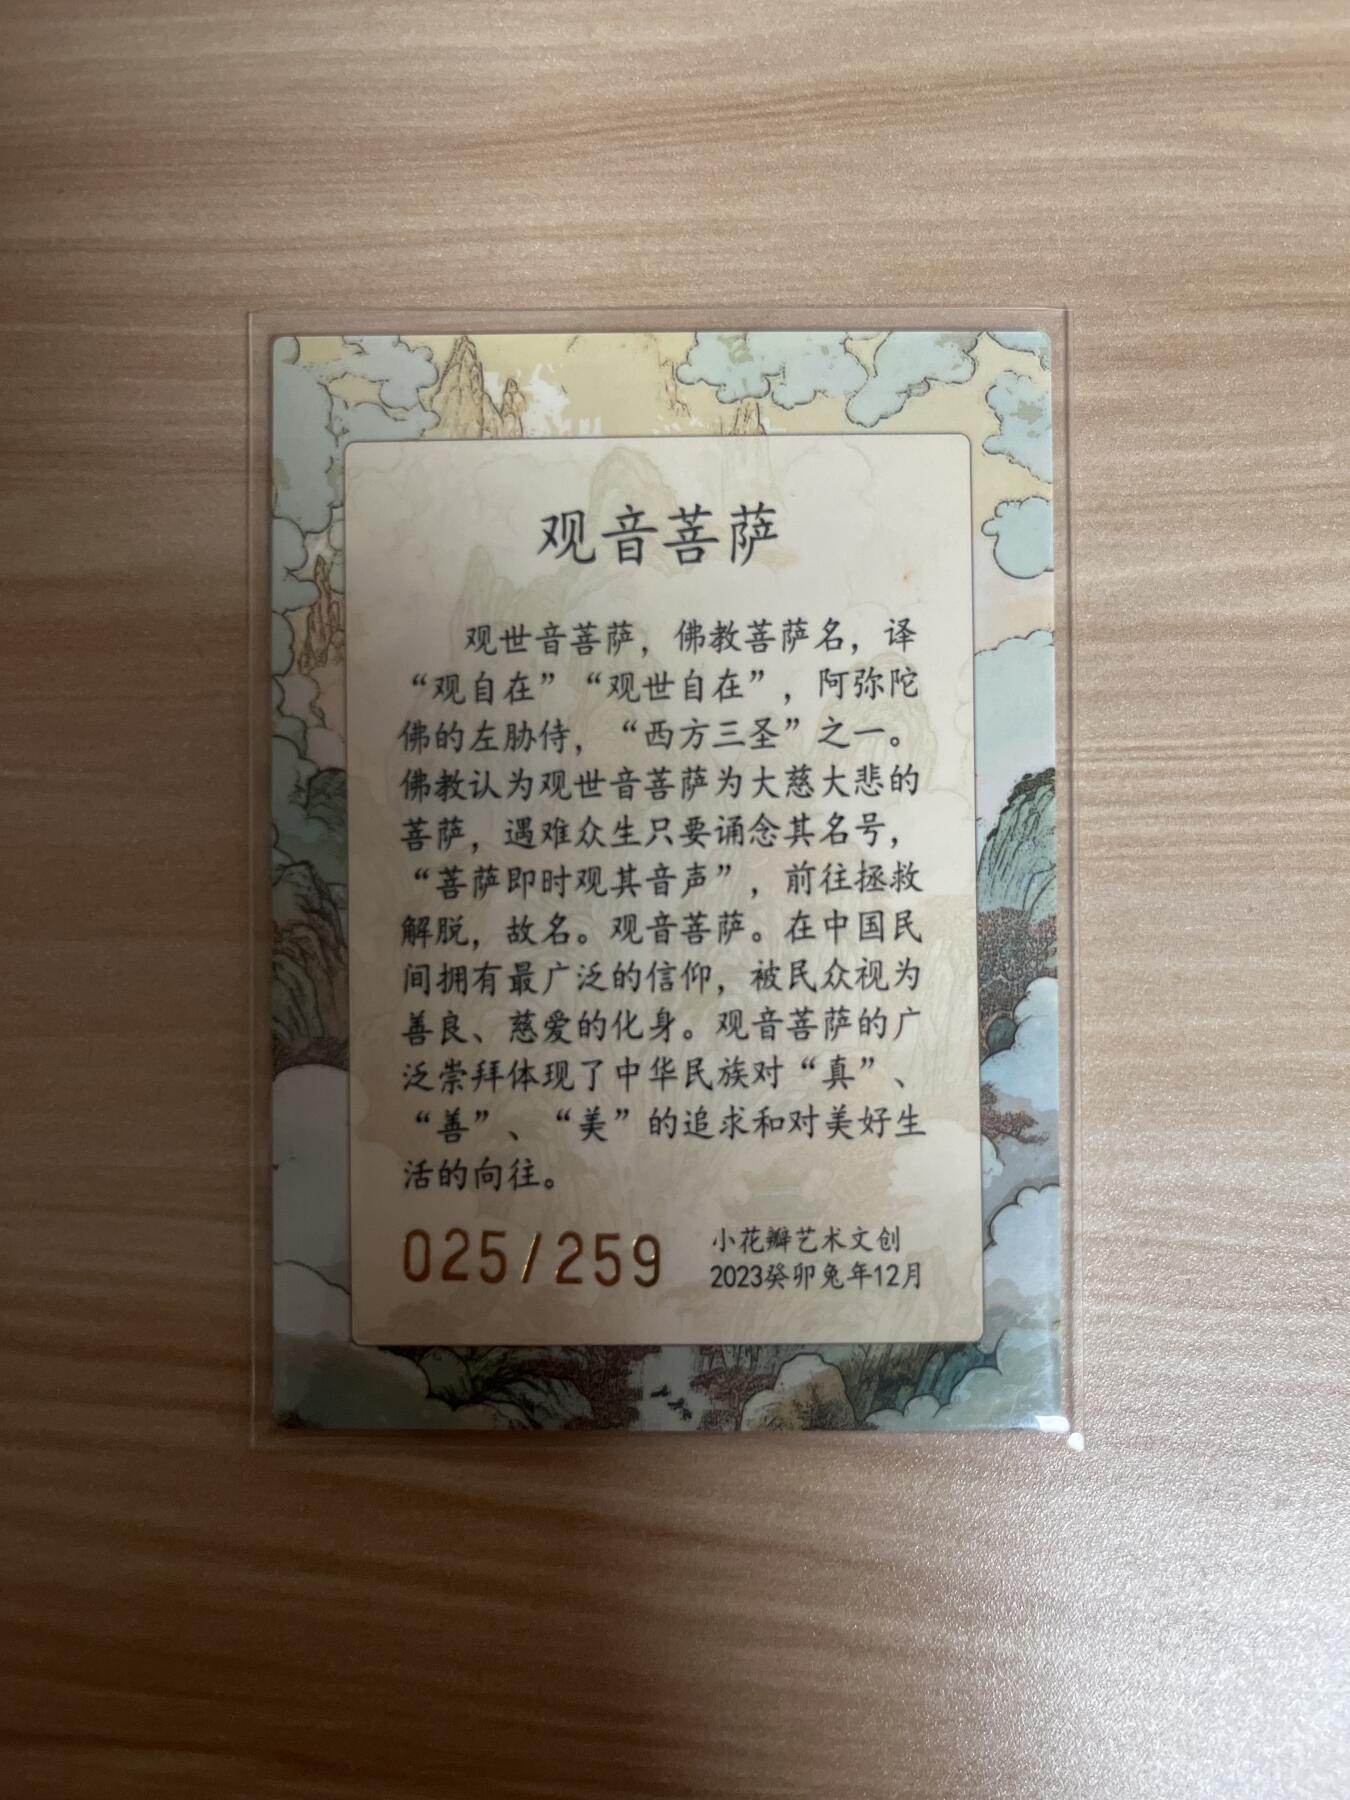 观音菩萨
观世音菩萨，佛教菩萨名，译
“观自在”“观世自在”，阿弥陀
佛的左胁侍，“西方三圣”之一。
佛教认为观世音菩萨为大慈大悲的
菩萨，遇难众生只要诵念其名号，
“菩萨即时观其音声”，前往拯救
解脱，故名。观音菩萨。在中国民
间拥有最广泛的信仰，被民众视为
善良、慈爱的化身。观音菩萨的广
泛崇拜体现了中华民族对“真”、
“善”、“美”的追求和对美好生
活的向往。
025/259
小花瓣艺术文创
2023癸卯兔年12月